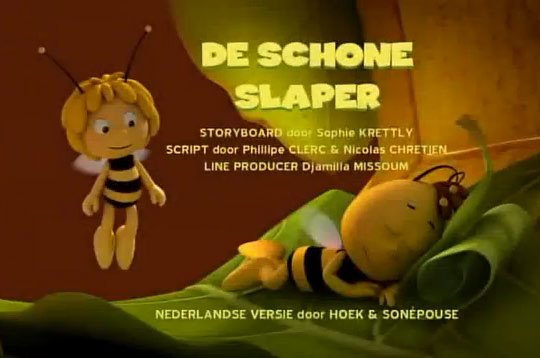 DE SCHONE
SLAPER
STORYBOARD door Sophie KRETTLY
SCRIPT door Phillipe CLERC & Nicolas CHRETIEN
LINE PRODUCER Djamilla MISSOUM
NEDERLANDSE VERSIE door HOEK & SONÉPOUSE